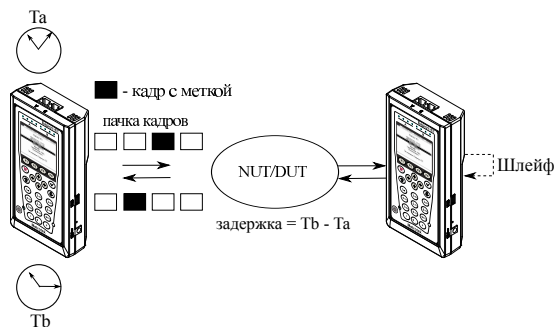 Ta
- кадр с меткой
пачка кадров
NUT/DUT
Шлейф
задержка = Tb - Ta
Tb